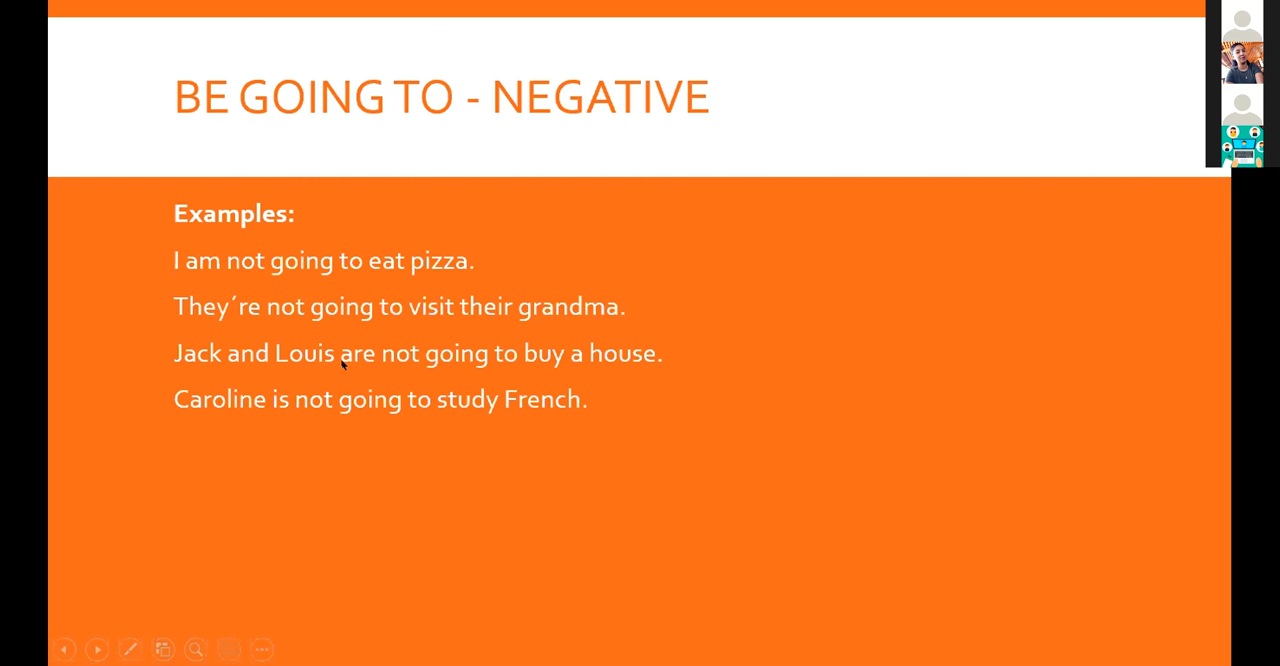 BE GOING TO - NEGATIVE
Examples:
I am not going to eat pizza.
They´re not going to visit their grandma.
Jack and Louis are not going to buy a house.
Caroline is not going to study French.